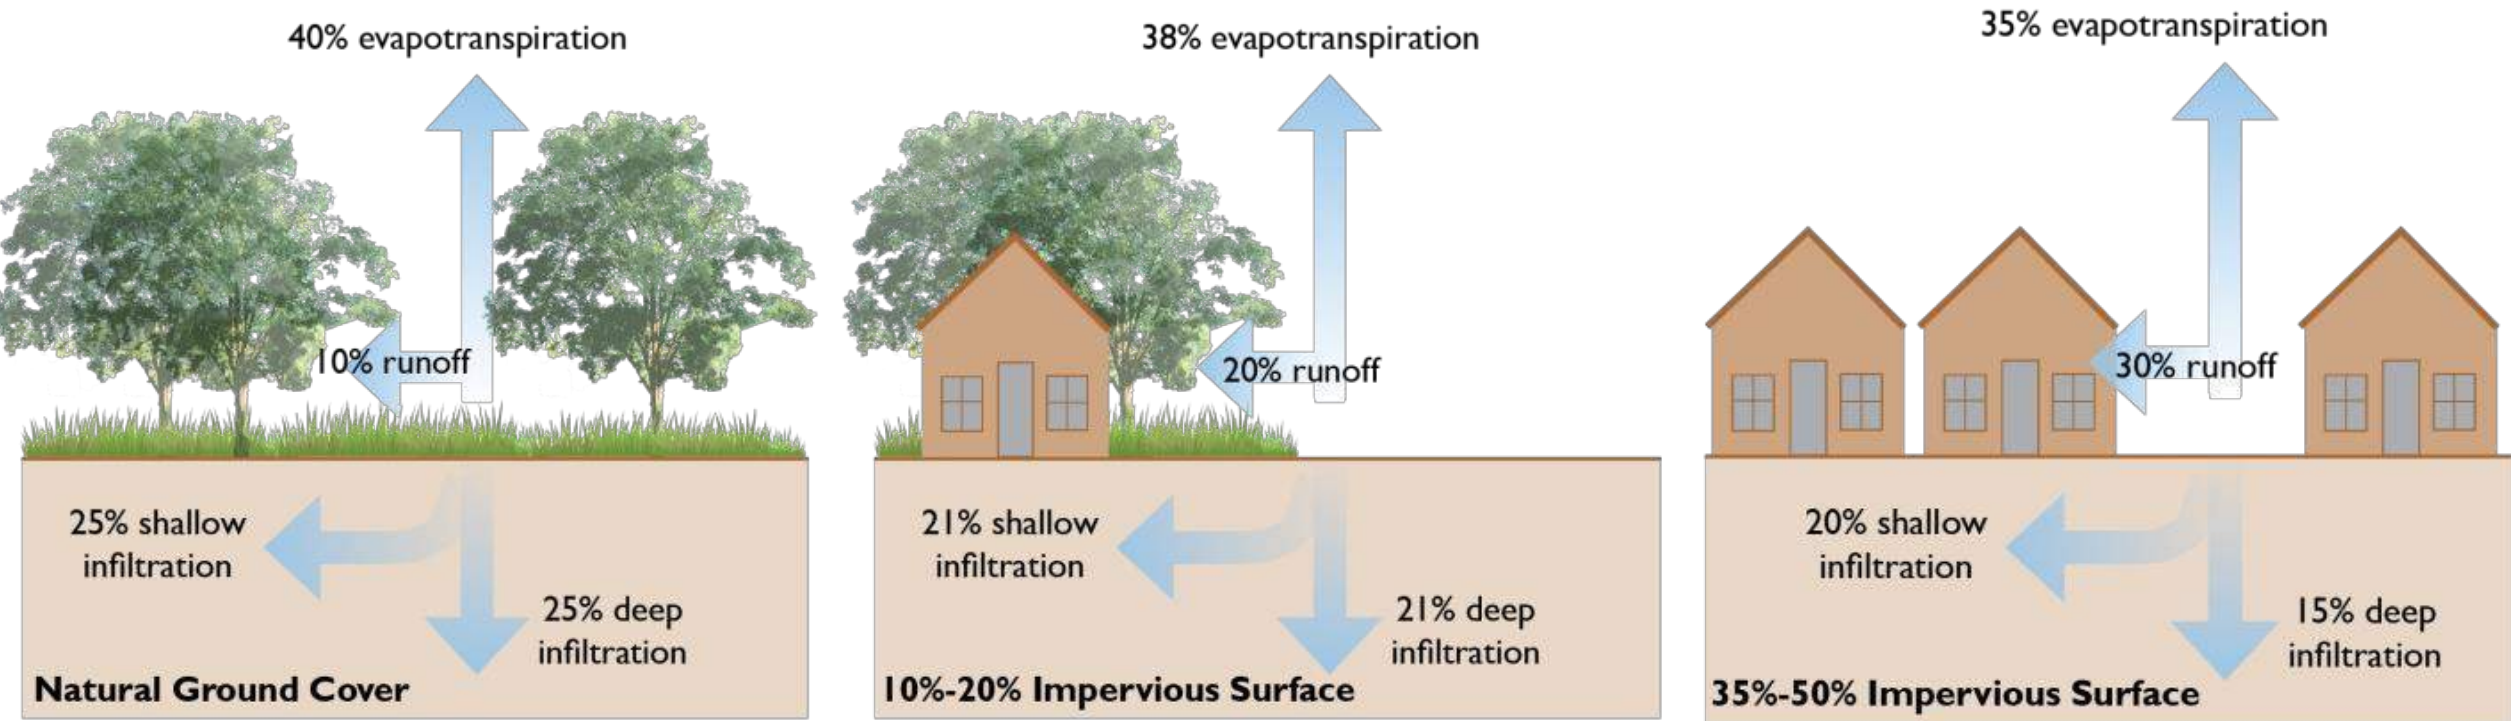 40% evapotranspiration
10% runoff
25% shallow
infiltration
25% deep
infiltration
Natural Ground Cover
38% evapotranspiration
20% runoff
21% shallow
infiltration
21% deep
infiltration
10%-20% Impervious Surface
35% evapotranspiration
30% runoff
20% shallow
infiltration
15% deep
infiltration
35%-50% Impervious Surface